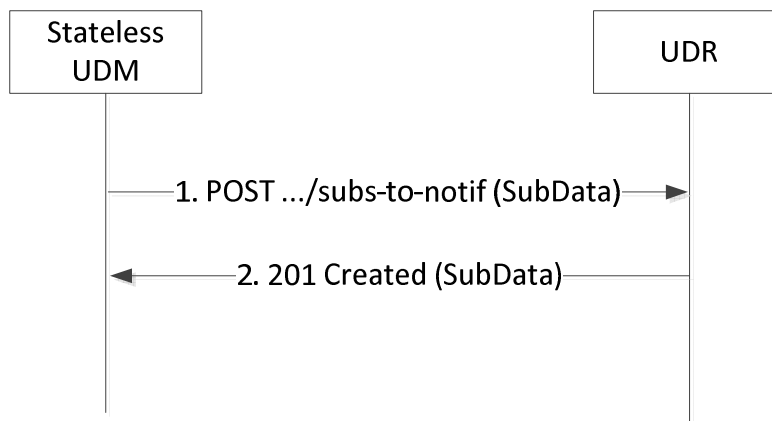 Stateless
UDM
UDR
1. POST .../subs-to-notif (SubData)
2. 201 Created (SubData)